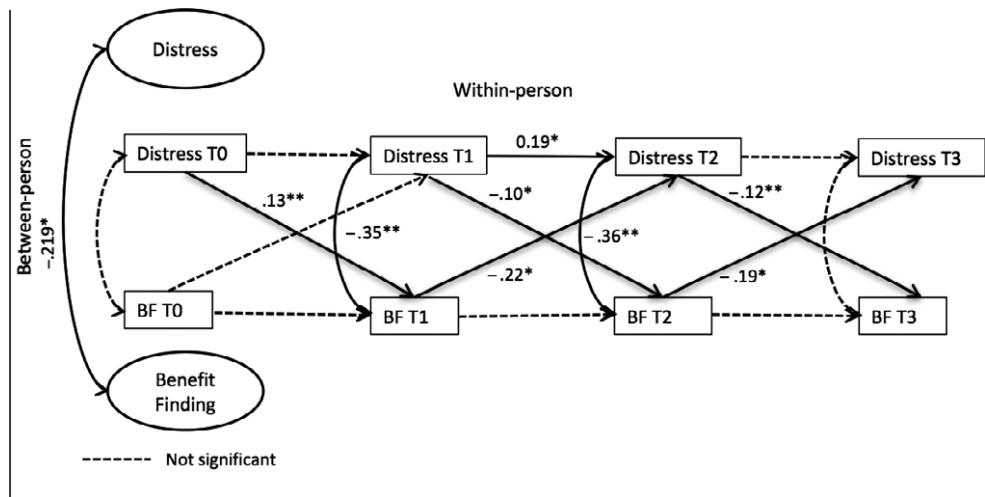 Distress
Within-person
Between-person
–.219*
Distress T0
Distress T1
0.19*
Distress T2
Distress T3
.13**
–.35**
–.10*
–.36**
–.12**
–.22*
–.19*
BF T0
BF T1
BF T2
BF T3
Benefit
Finding
Not significant